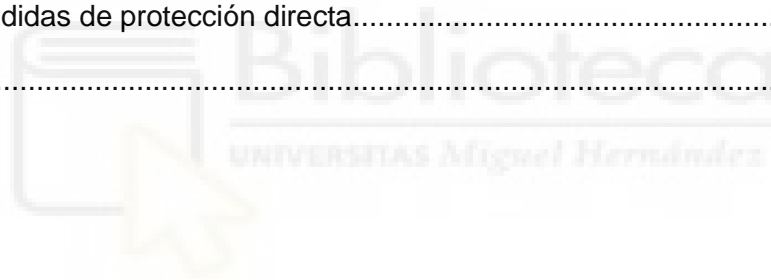 didas de protección directa..........................................................
..........................................................................................................
Biblioteca
UNIVERSITAS Miguel Hernández